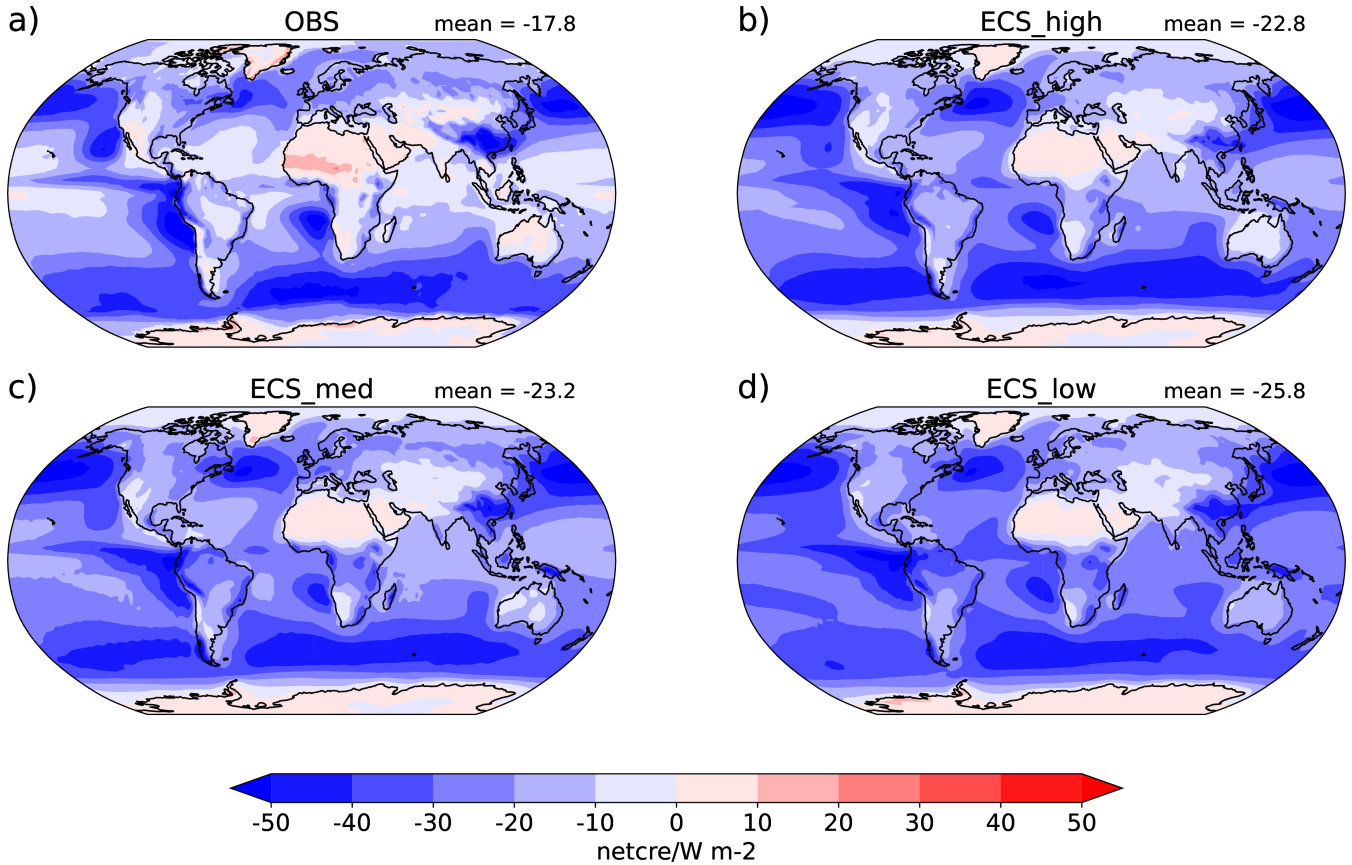 a) OBS mean = -17.8
b) ECS_high mean = -22.8
c) ECS_med mean = -23.2
d) ECS_low mean = -25.8
-50 -40 -30 -20 -10 0 10 20 30 40 50
netcre/W m-2